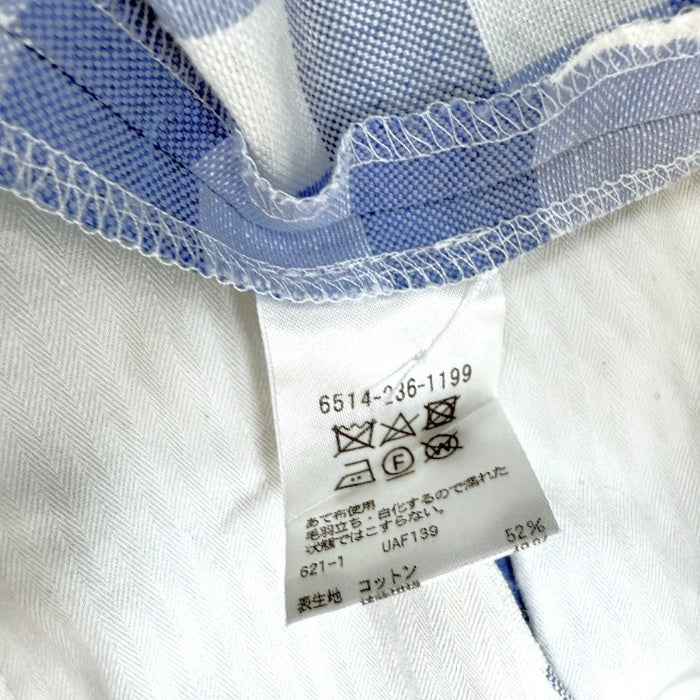 6514-236-1199
F
W
あて布使用
毛羽立ち・白化するので濡れた
状態ではこすらない。
621-1 UAF139
表生地 コットン 52%